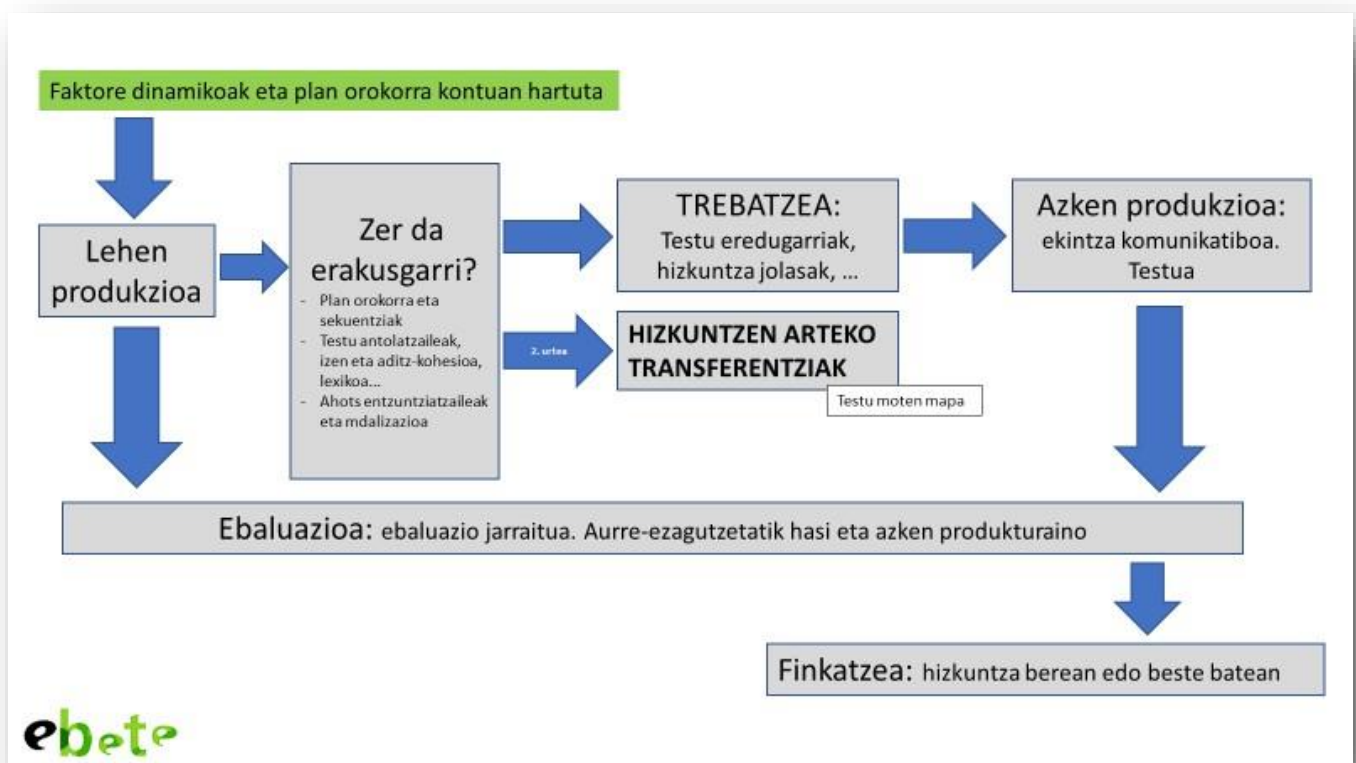 Faktore dinamikoak eta plan orokorra kontuan hartuta
Lehen
produkzioa
Zer da
erakusgarri?
- Plan orokorra eta
sekuentziak
- Testu antolatzaileak,
izen eta aditz-kohesioa,
lexikoa...
- Ahots entzuntziatzaileak
eta mdalizazioa
TREBATZEA:
Testu eredugarriak,
hizkuntza jolasak, ...
2. urtea
HIZKUNTZEN ARTEKO
TRANSFERENTZIAK
Testu moten mapa
Azken produkzioa:
ekintza komunikatiboa.
Testua
Ebaluazioa: ebaluazio jarraitua. Aurre-ezagutzetatik hasi eta azken produkturaino
Finkatzea: hizkuntza berean edo beste batean
ebete